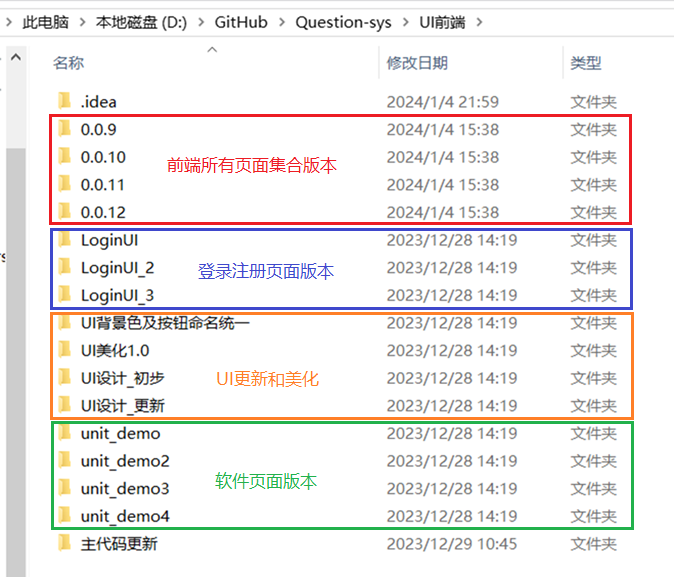 此电脑 > 本地磁盘 (D:) > GitHub > Question-sys > UI前端 >
名称 修改日期 类型
.idea 2024/1/4 21:59 文件夹
0.0.9 2024/1/4 15:38 文件夹
0.0.10 2024/1/4 15:38 文件夹
前端所有页面集合版本
0.0.11 2024/1/4 15:38 文件夹
0.0.12 2024/1/4 15:38 文件夹
LoginUI 2023/12/28 14:19 文件夹
LoginUI_2 2023/12/28 14:19 文件夹
登录注册页面版本
LoginUI_3 2023/12/28 14:19 文件夹
UI背景色及按钮命名统一 2023/12/28 14:19 文件夹
UI美化1.0 2023/12/28 14:19 文件夹
UI设计_初步 2023/12/28 14:19 文件夹
UI更新和美化
UI设计_更新 2023/12/28 14:19 文件夹
unit_demo 2023/12/28 14:19 文件夹
unit_demo2 2023/12/28 14:19 文件夹
软件页面版本
unit_demo3 2023/12/28 14:19 文件夹
unit_demo4 2023/12/28 14:19 文件夹
主代码更新 2023/12/29 10:45 文件夹